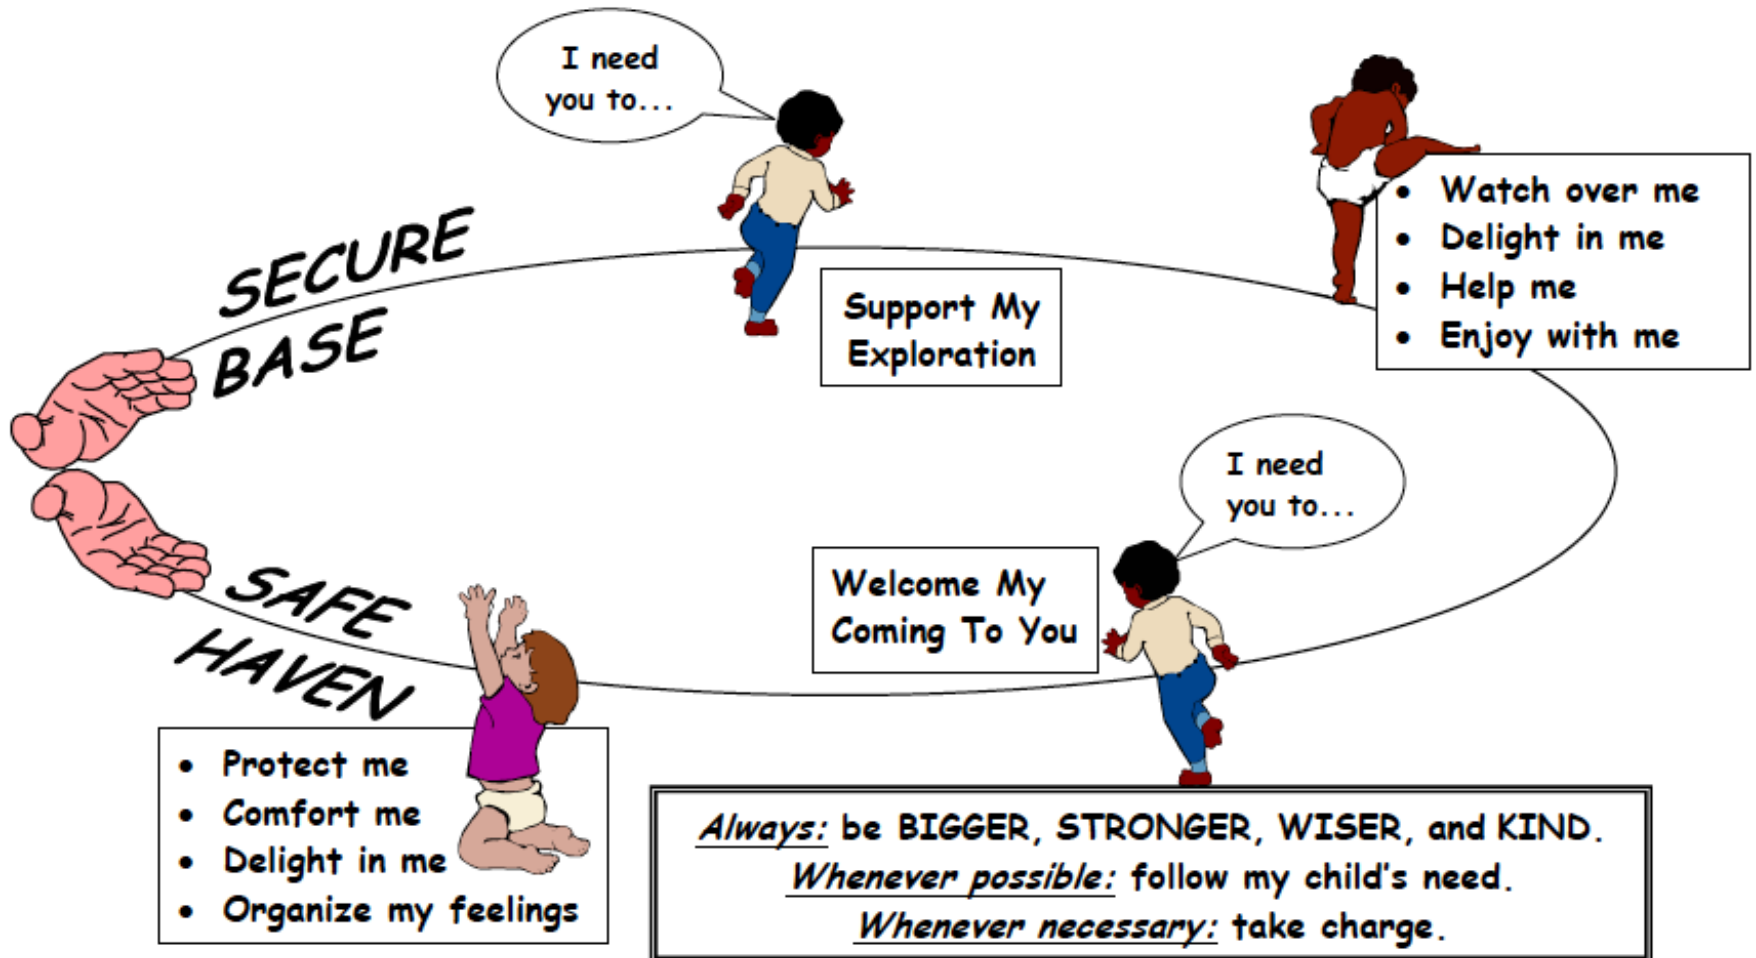 I need
you to...
SECURE
BASE
Support My
Exploration
• Watch over me
• Delight in me
• Help me
• Enjoy with me
I need
you to...
Welcome My
Coming To You
SAFE
HAVEN
• Protect me
• Comfort me
• Delight in me
• Organize my feelings
Always: be BIGGER, STRONGER, WISER, and KIND.
Whenever possible: follow my child's need.
Whenever necessary: take charge.